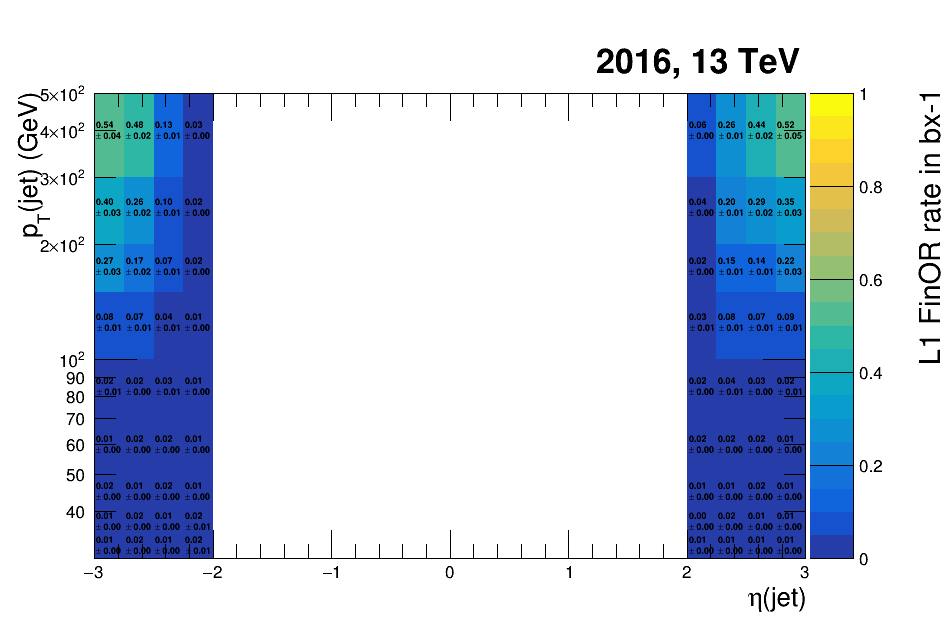 2016, 13 TeV
p_T(jet) (GeV)
L1 FinOR rate in bx-1
η(jet)
5×10²
4×10²
3×10²
2×10²
10²
90
80
70
60
50
40
−3 −2 −1 0 1 2 3
1
0.8
0.6
0.4
0.2
0
0.54 0.48 0.13 0.03 0.06 0.26 0.44 0.52
± 0.04 ± 0.02 ± 0.01 ± 0.00 ± 0.00 ± 0.01 ± 0.02 ± 0.05
0.40 0.26 0.10 0.02 0.04 0.20 0.29 0.35
± 0.03 ± 0.02 ± 0.01 ± 0.00 ± 0.00 ± 0.01 ± 0.02 ± 0.03
0.27 0.17 0.07 0.02 0.02 0.15 0.14 0.22
± 0.03 ± 0.02 ± 0.01 ± 0.00 ± 0.00 ± 0.01 ± 0.01 ± 0.03
0.08 0.07 0.04 0.01 0.03 0.08 0.07 0.09
± 0.01 ± 0.01 ± 0.01 ± 0.00 ± 0.01 ± 0.01 ± 0.01 ± 0.01
0.02 0.02 0.03 0.01 0.02 0.04 0.03 0.02
± 0.01 ± 0.00 ± 0.01 ± 0.00 ± 0.00 ± 0.01 ± 0.01 ± 0.01
0.01 0.02 0.02 0.01 0.02 0.02 0.01 0.01
± 0.00 ± 0.00 ± 0.00 ± 0.00 ± 0.00 ± 0.00 ± 0.00 ± 0.00
0.02 0.01 0.02 0.01 0.01 0.01 0.01 0.01
± 0.00 ± 0.00 ± 0.00 ± 0.00 ± 0.00 ± 0.00 ± 0.00 ± 0.00
0.01 0.01 0.02 0.02 0.00 0.02 0.01 0.01
± 0.00 ± 0.00 ± 0.00 ± 0.01 ± 0.00 ± 0.00 ± 0.00 ± 0.00
0.01 0.01 0.02 0.02 0.02 0.01 0.01 0.01
± 0.00 ± 0.00 ± 0.00 ± 0.01 ± 0.01 ± 0.00 ± 0.00 ± 0.00